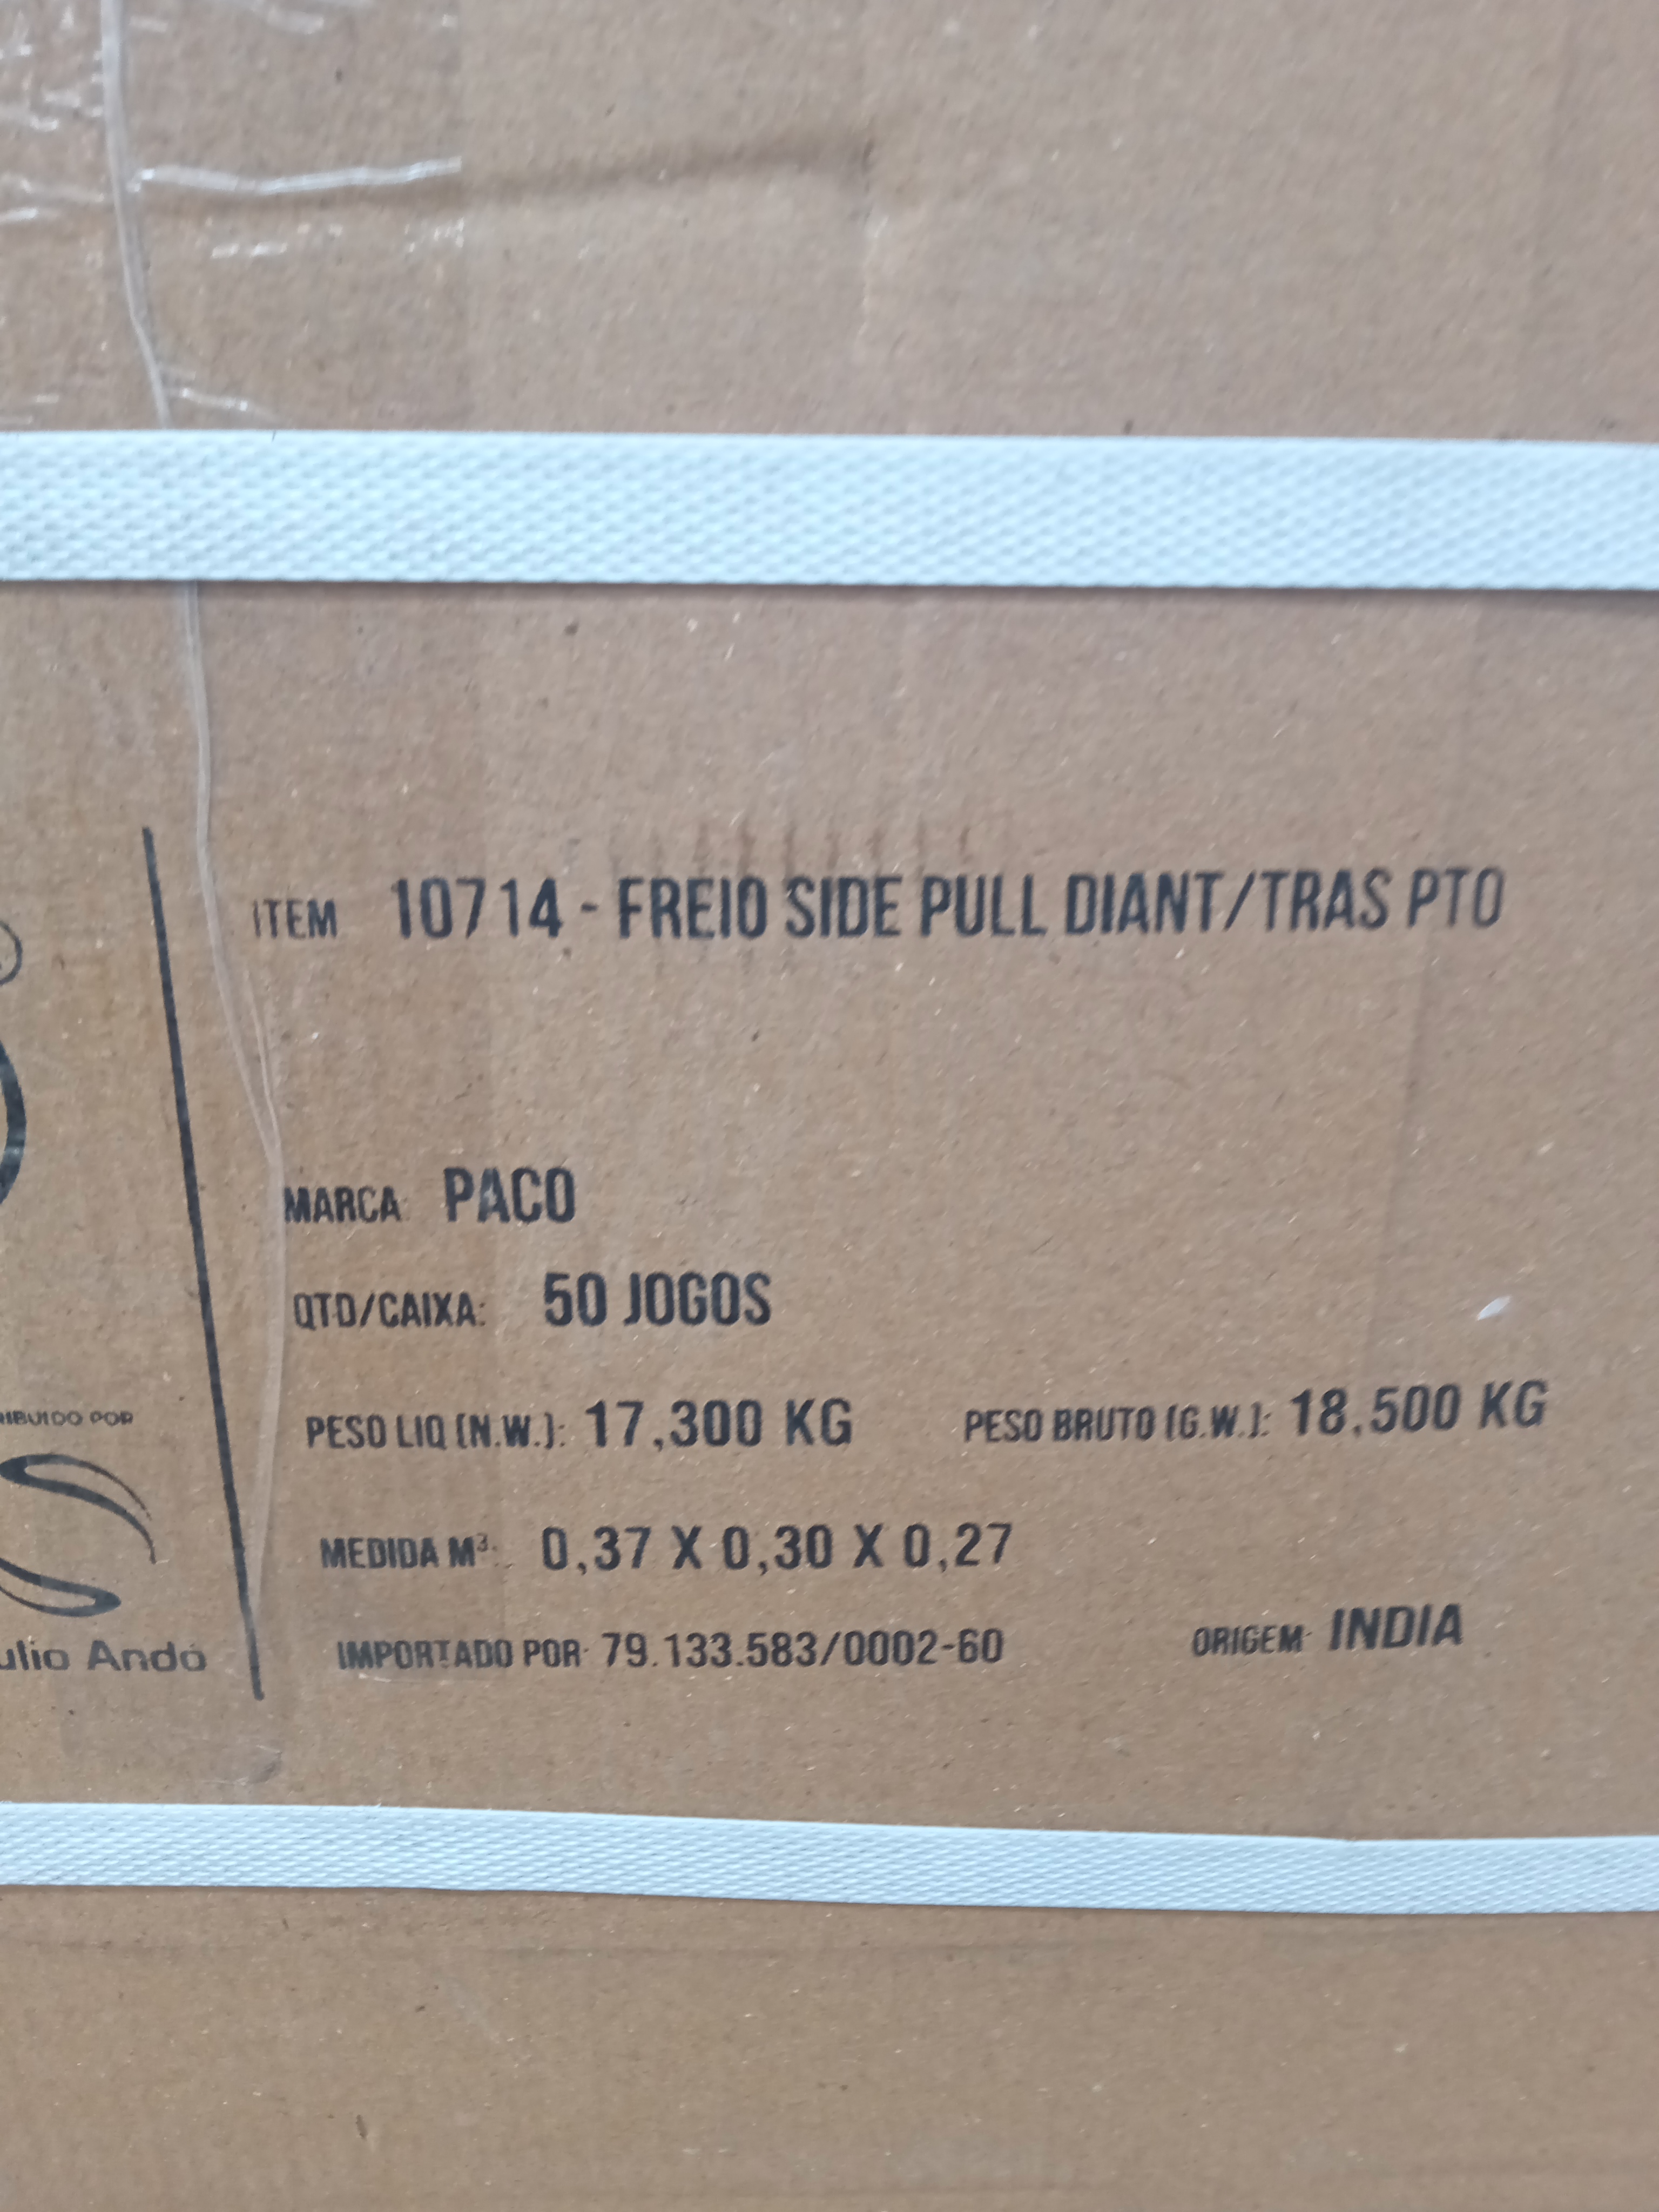 ITEM 10714 - FREIO SIDE PULL DIANT/TRAS PTO
MARCA: PACO
QTD/CAIXA: 50 JOGOS
PESO LIQ (N.W.): 17,300 KG PESO BRUTO (G.W.): 18,500 KG
MEDIDA M³: 0,37 X 0,30 X 0,27
IMPORTADO POR: 79.133.583/0002-60 ORIGEM: INDIA
RIBUIDO POR
ulio Andó